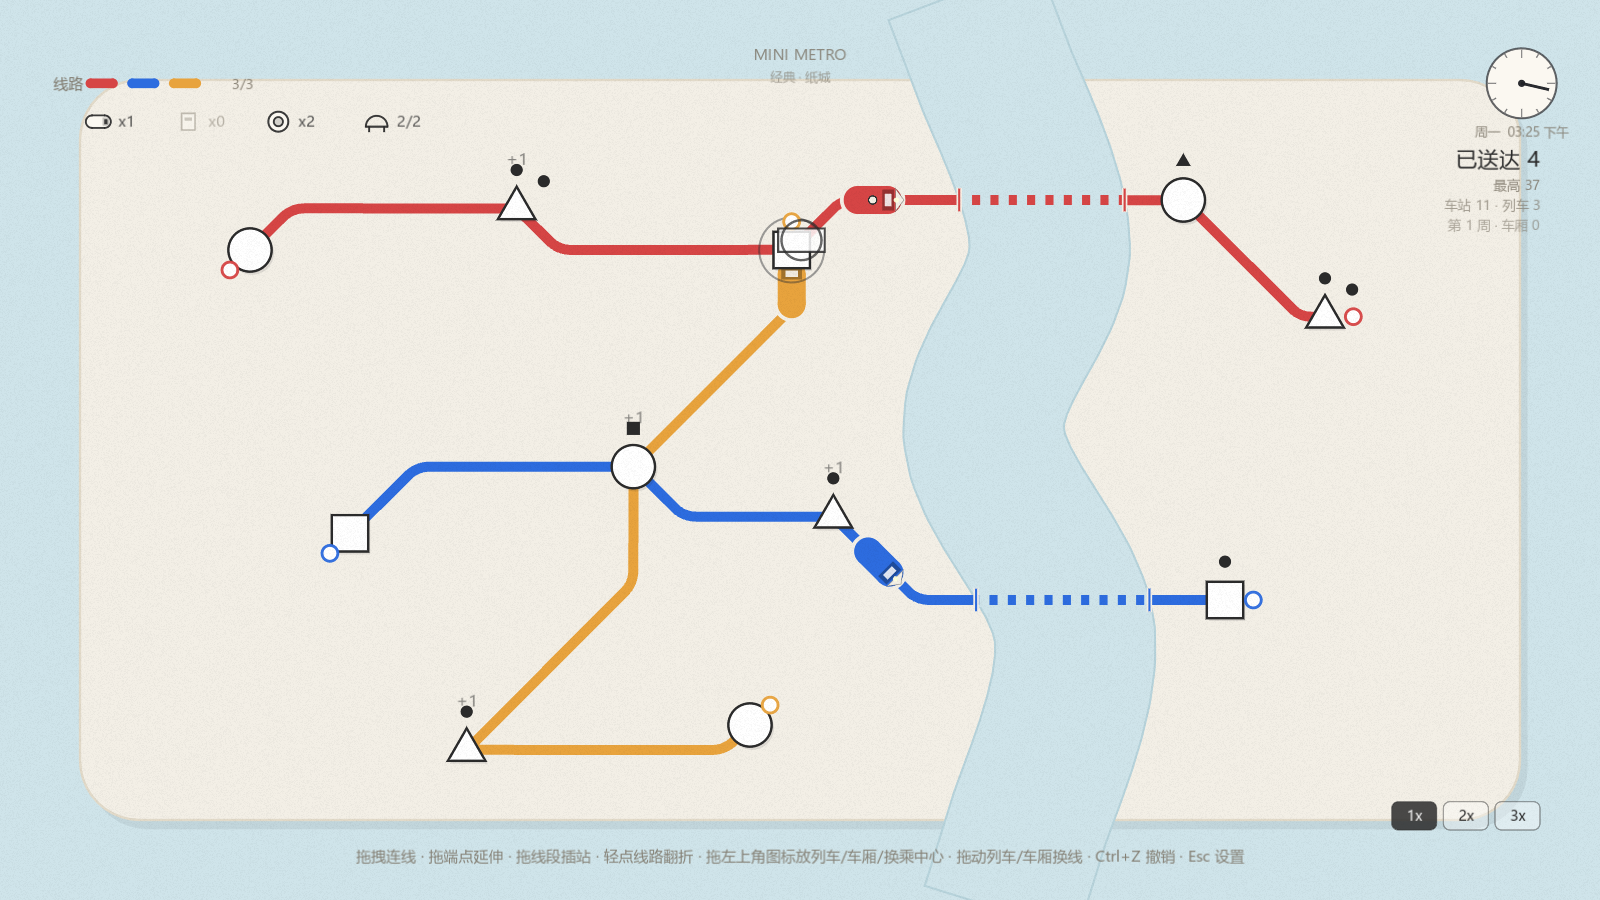 MINI METRO
经典 · 纸城
线路 3/3
x1 x0 x2 2/2
周一 03:25 下午
已送达 4
最高 37
车站 11 · 列车 3
第 1 周 · 车厢 0
+1
+1
+1
+1
1x 2x 3x
拖拽连线 · 拖端点延伸 · 拖线段插站 · 轻点线路翻折 · 拖左上角图标放列车/车厢/换乘中心 · 拖动列车/车厢换线 · Ctrl+Z 撤销 · Esc 设置